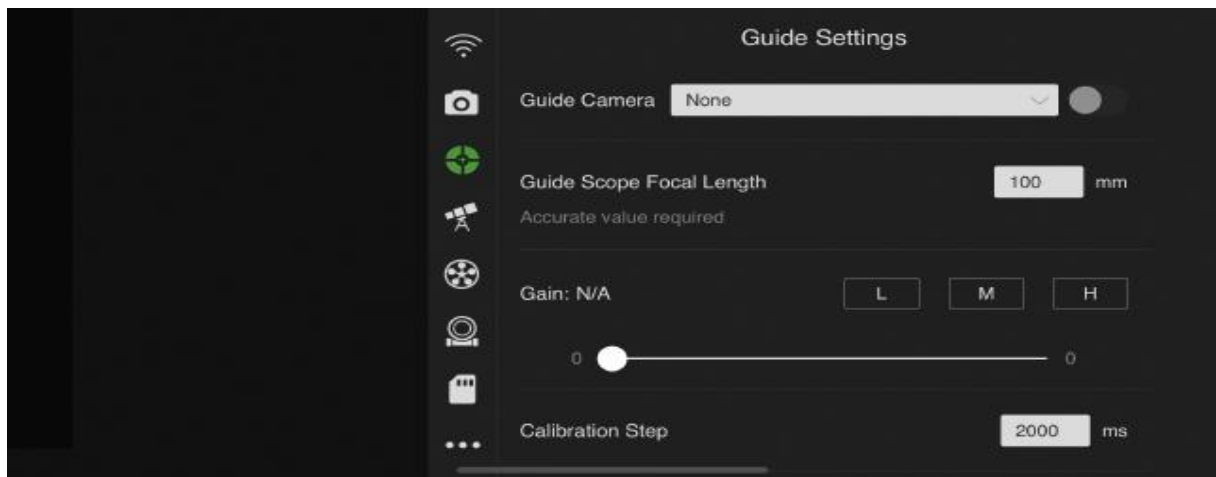 Guide Settings
Guide Camera None
Guide Scope Focal Length 100 mm
Accurate value required
Gain: N/A L M H
0 0
Calibration Step 2000 ms